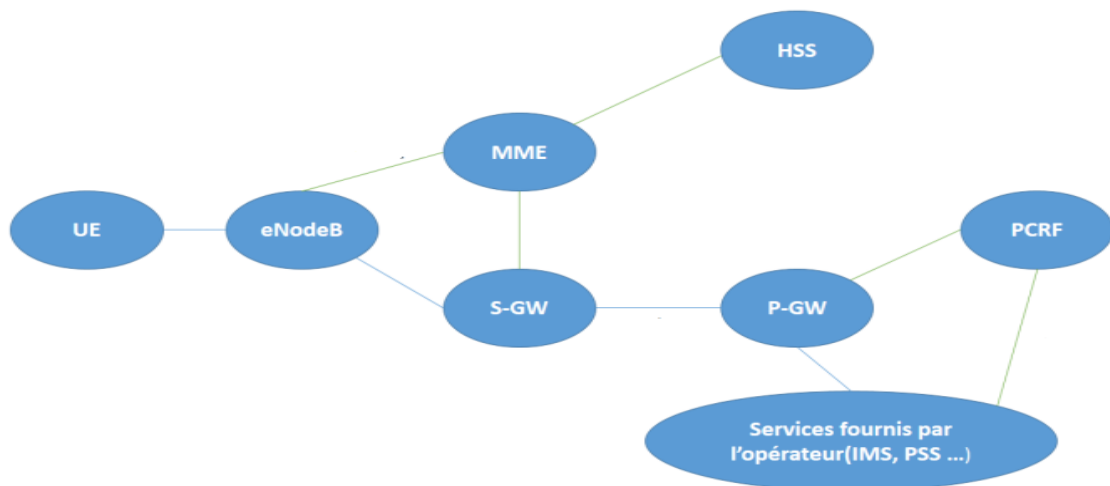 HSS
MME
UE
eNodeB
PCRF
S-GW
P-GW
Services fournis par
l’opérateur(IMS, PSS ...)